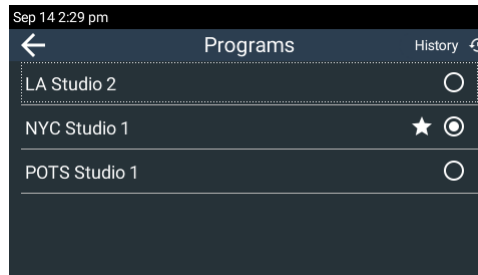 Sep 14 2:29 pm
Programs History
LA Studio 2
NYC Studio 1
POTS Studio 1